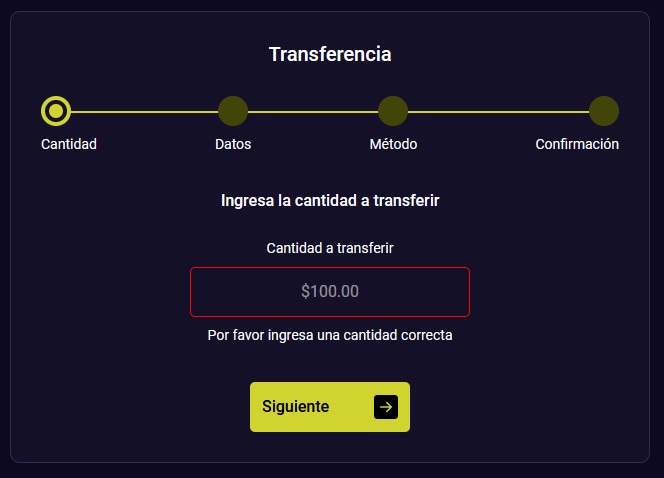 Transferencia
Cantidad Datos Método Confirmación
Ingresa la cantidad a transferir
Cantidad a transferir
$100.00
Por favor ingresa una cantidad correcta
Siguiente